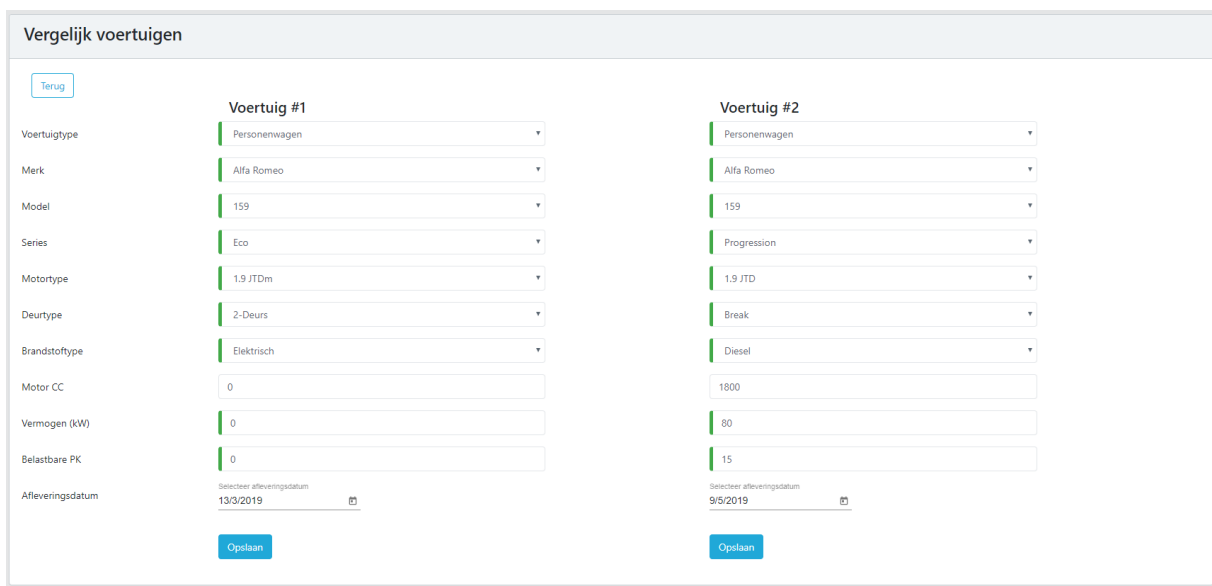 Vergelijk voertuigen
Terug
Voertuig #1 Voertuig #2
Voertuigtype Personenwagen Personenwagen
Merk Alfa Romeo Alfa Romeo
Model 159 159
Series Eco Progression
Motortype 1.9 JTDm 1.9 JTD
Deurtype 2-Deurs Break
Brandstoftype Elektrisch Diesel
Motor CC 0 1800
Vermogen (kW) 0 80
Belastbare PK 0 15
Selecteer afleveringsdatum Selecteer afleveringsdatum
Afleveringsdatum 13/3/2019 9/5/2019
Opslaan Opslaan